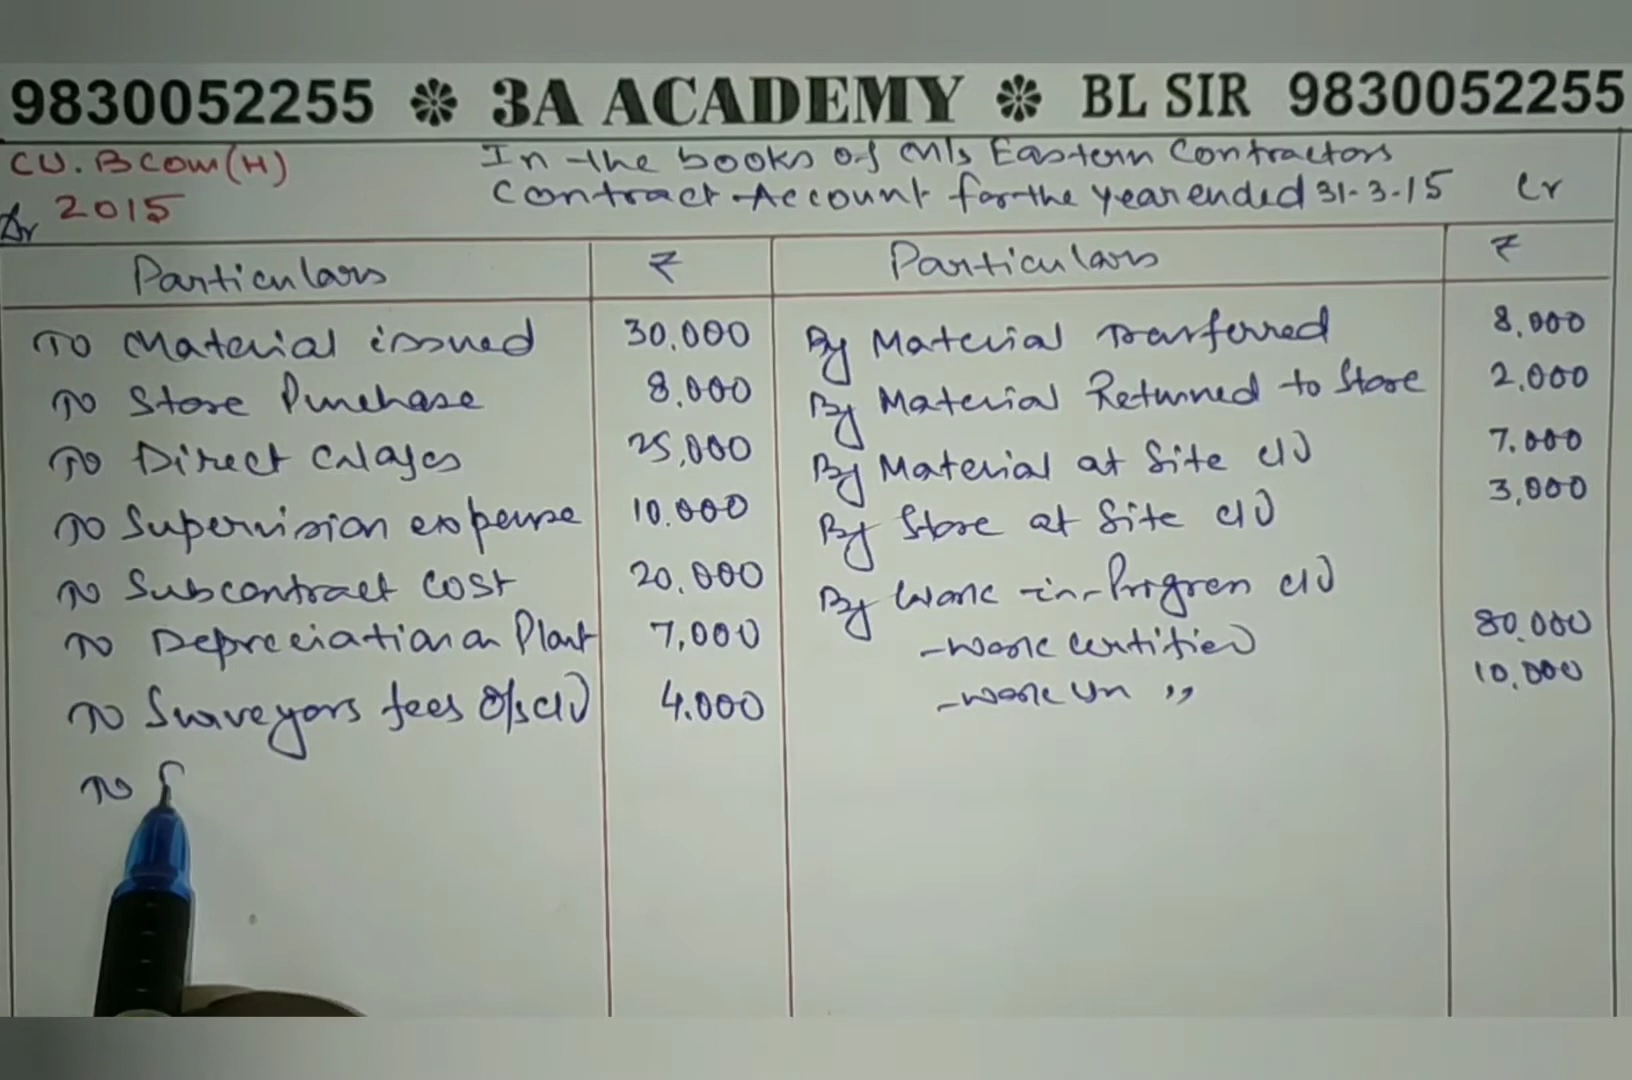 9830052255 ❋ 3A ACADEMY ❋ BL SIR 9830052255
CU. BCom(H)
2015
In the books of M/s Eastern Contractors
Contract Account for the year ended 31-3-15
Dr
Cr
Particulars ₹ Particulars ₹
To Material issued 30,000 By Material Transferred 8,000
To Store Purchase 8,000 By Material Returned to Store 2,000
To Direct Wages 25,000 By Material at Site c/d 7,000
To Supervision expense 10,000 By Store at Site c/d 3,000
To Subcontract Cost 20,000 By Work-in-Progress c/d
To Depreciation on Plant 7,000 -Work certified 80,000
To Surveyors fees o/s c/d 4,000 -Work Un ,, 10,000
To